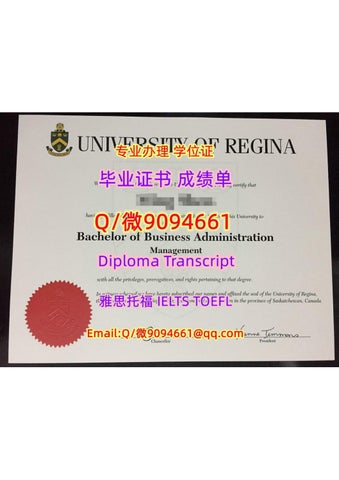 UNIVERSITY OF REGINA
专业办理 学位证
certify that
毕业证书 成绩单
University to
Q/微9094661
Bachelor of Business Administration
Management
Diploma Transcript
with all the privileges, prerogatives, and rights pertaining to that degree.
雅思托福 IELTS TOEFL
in the province of Saskatchewan, Canada.
Email:Q/微9094661@qq.com
Chancellor
President